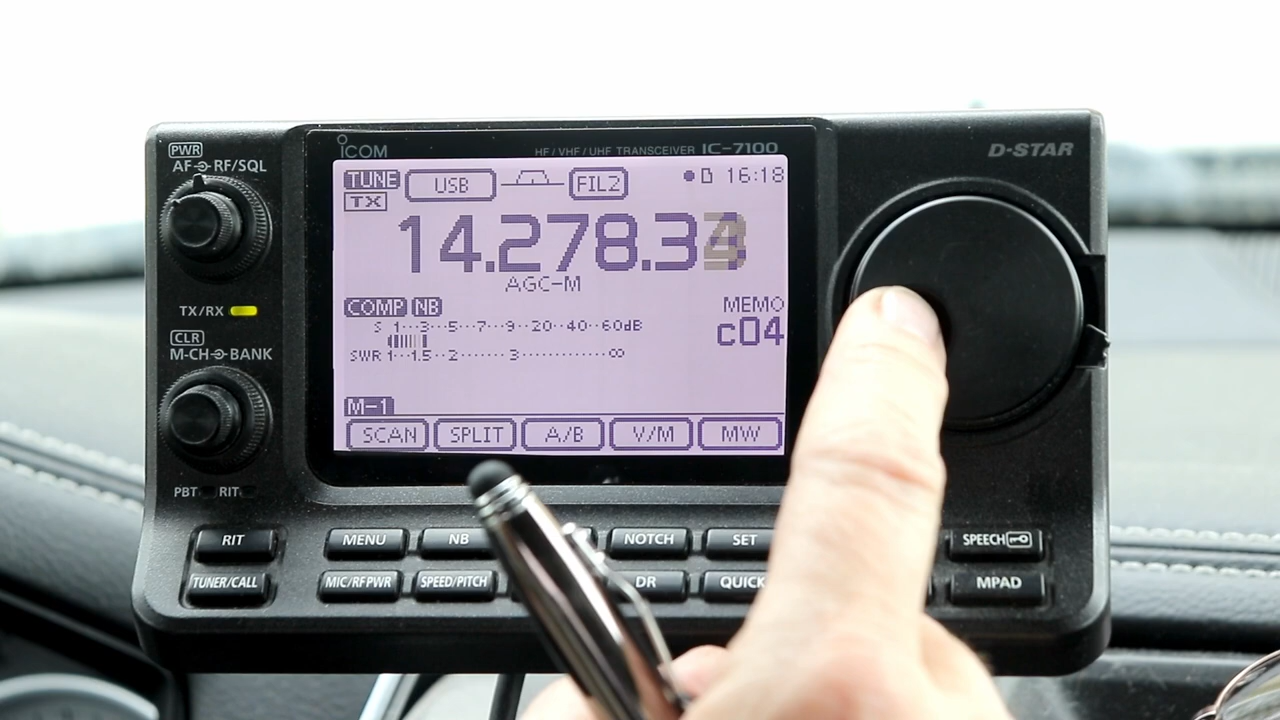 PWR
AF RF/SQL
ICOM
HF/VHF/UHF TRANSCEIVER IC-7100
D-STAR
TUNE USB FIL2 16:18
TX
14.278.3
AGC-M
TX/RX
COMP NB
MEMO
c04
S 1 3 5 7 9 20 40 60dB
SWR 1 1.5 2 3 ∞
CLR
M-CH BANK
M-1
SCAN SPLIT A/B V/M MW
PBT RIT
RIT MENU NB NOTCH SET SPEECH
TUNER/CALL MIC/RF PWR SPEED/PITCH DR QUICK MPAD